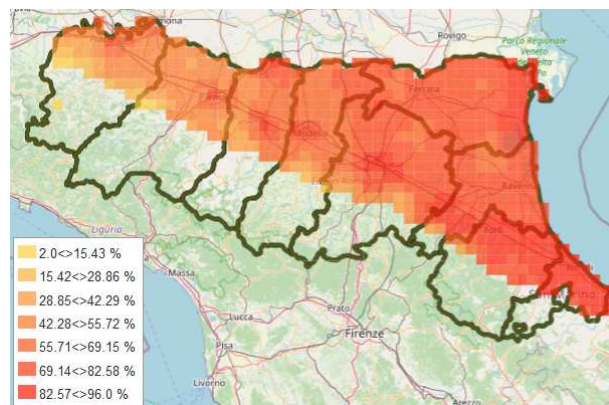 Rovigo
Parco Regionale
Veneto
Ferrara
Modena
Liguria
Massa
Lucca
Prato
Firenze
Pisa
Livorno
Arezzo
2.0<>15.43 %
15.42<>28.86 %
28.85<>42.29 %
42.28<>55.72 %
55.71<>69.15 %
69.14<>82.58 %
82.57<>96.0 %